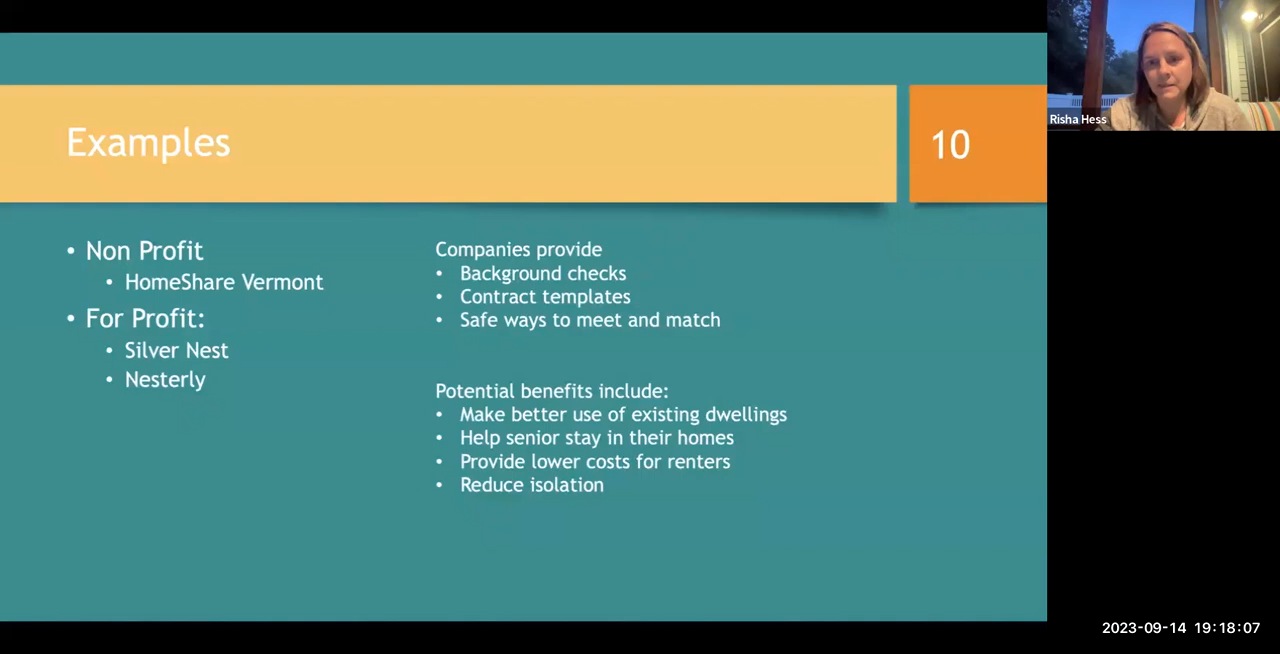 Examples
10
• Non Profit
• HomeShare Vermont
• For Profit:
• Silver Nest
• Nesterly
Companies provide
• Background checks
• Contract templates
• Safe ways to meet and match
Potential benefits include:
• Make better use of existing dwellings
• Help senior stay in their homes
• Provide lower costs for renters
• Reduce isolation
Risha Hess
2023-09-14 19:18:07